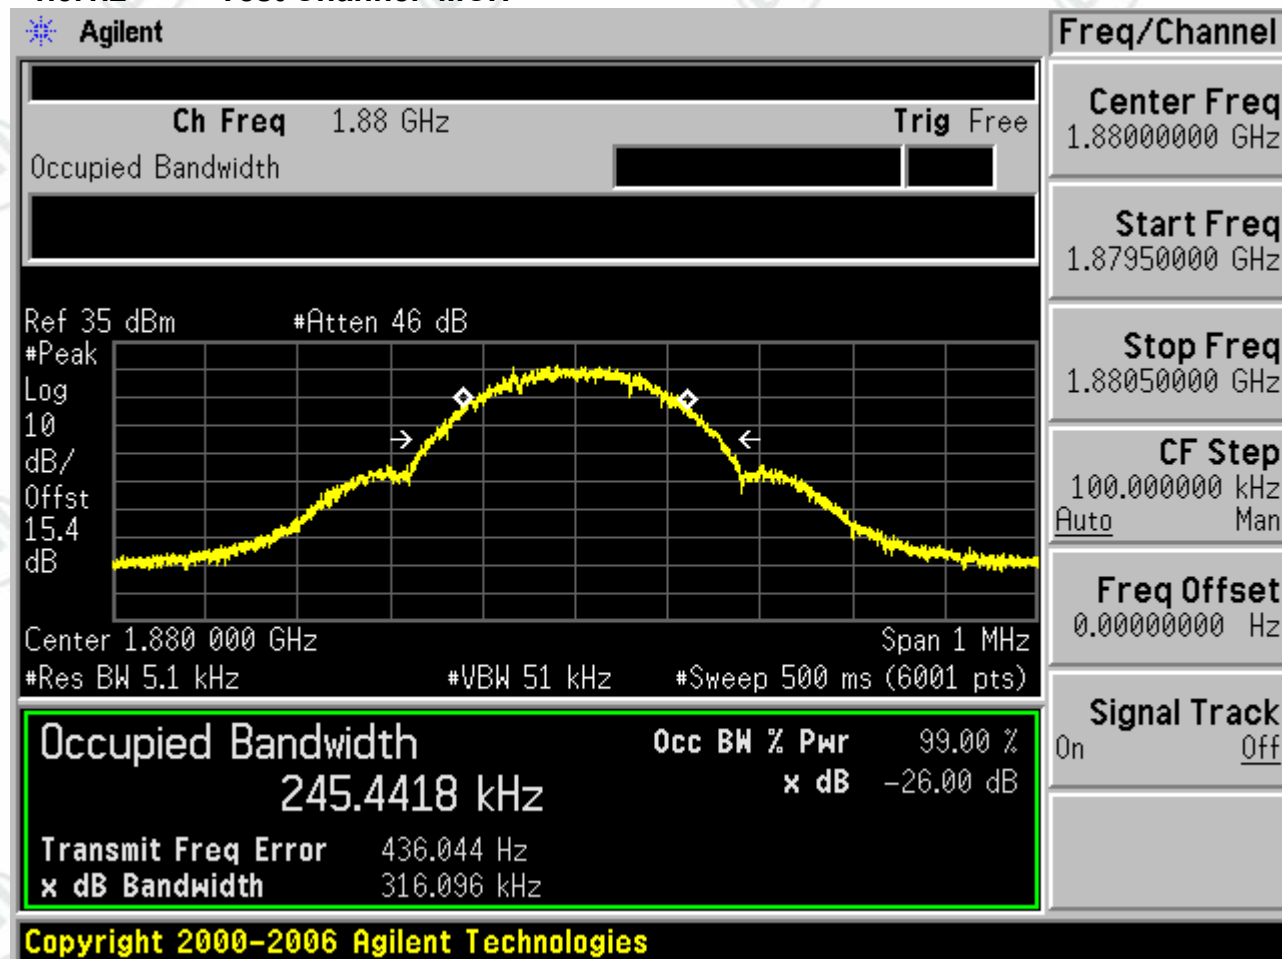 Agilent
Freq/Channel
Ch Freq 1.88 GHz Trig Free
Occupied Bandwidth
Center Freq
1.88000000 GHz
Start Freq
1.87950000 GHz
Stop Freq
1.88050000 GHz
CF Step
100.000000 kHz
Auto Man
Freq Offset
0.00000000 Hz
Signal Track
On Off
Ref 35 dBm #Atten 46 dB
#Peak
Log
10
dB/
Offst
15.4
dB
Center 1.880 000 GHz Span 1 MHz
#Res BW 5.1 kHz #VBW 51 kHz #Sweep 500 ms (6001 pts)
Occupied Bandwidth Occ BW % Pwr 99.00 %
245.4418 kHz x dB -26.00 dB
Transmit Freq Error 436.044 Hz
x dB Bandwidth 316.096 kHz
Copyright 2000-2006 Agilent Technologies